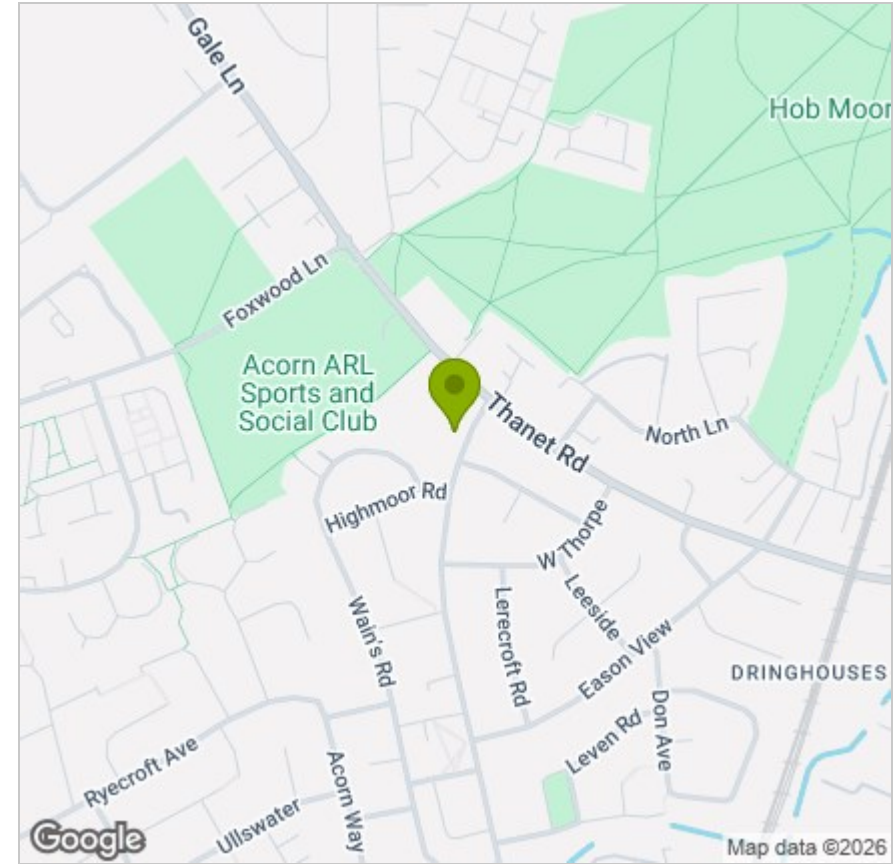 Gale Ln
Hob Moor
Foxwood Ln
Acorn ARL
Sports and
Social Club
Thanet Rd
North Ln
Highmoor Rd
W Thorpe
Leeside
Lerecroft Rd
Wain's Rd
Eason View
DRINGHOUSES
Don Ave
Leven Rd
Ryecroft Ave
Acorn Way
Ullswater
Google
Map data ©2026